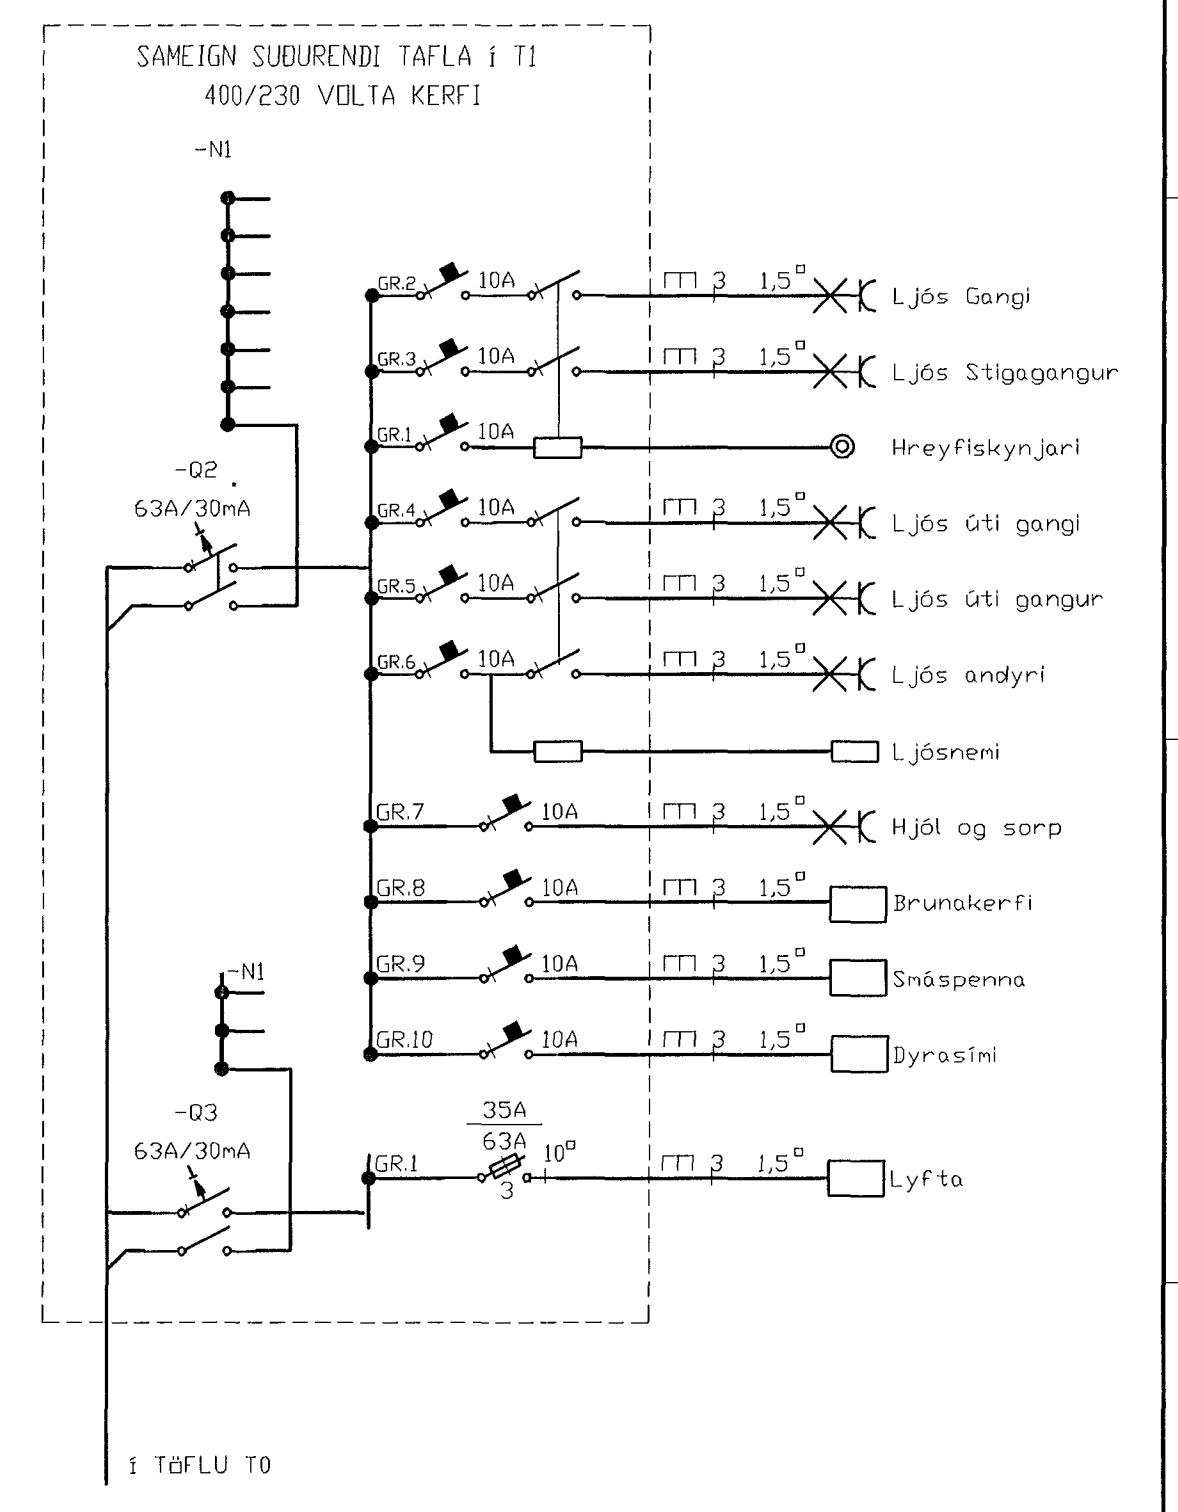 SAMEIGN SUÐURENDI TAFLA í T1
400/230 VOLTA KERFI
-N1
GR.2 10A 3 1,5□ Ljós Gangi
GR.3 10A 3 1,5□ Ljós Stigagangur
GR.1 10A Hreyfiskynjari
-Q2
63A/30mA
GR.4 10A 3 1,5□ Ljós úti gangi
GR.5 10A 3 1,5□ Ljós úti gangur
GR.6 10A 3 1,5□ Ljós andyri
Ljósnemi
GR.7 10A 3 1,5□ Hjól og sorp
GR.8 10A 3 1,5□ Brunakerfi
-N1
GR.9 10A 3 1,5□ Smáspenna
GR.10 10A 3 1,5□ Dyrasími
-Q3
63A/30mA
35A
63A
GR.1 3 10□ 3 1,5□ Lyfta
í TÖFLU T0